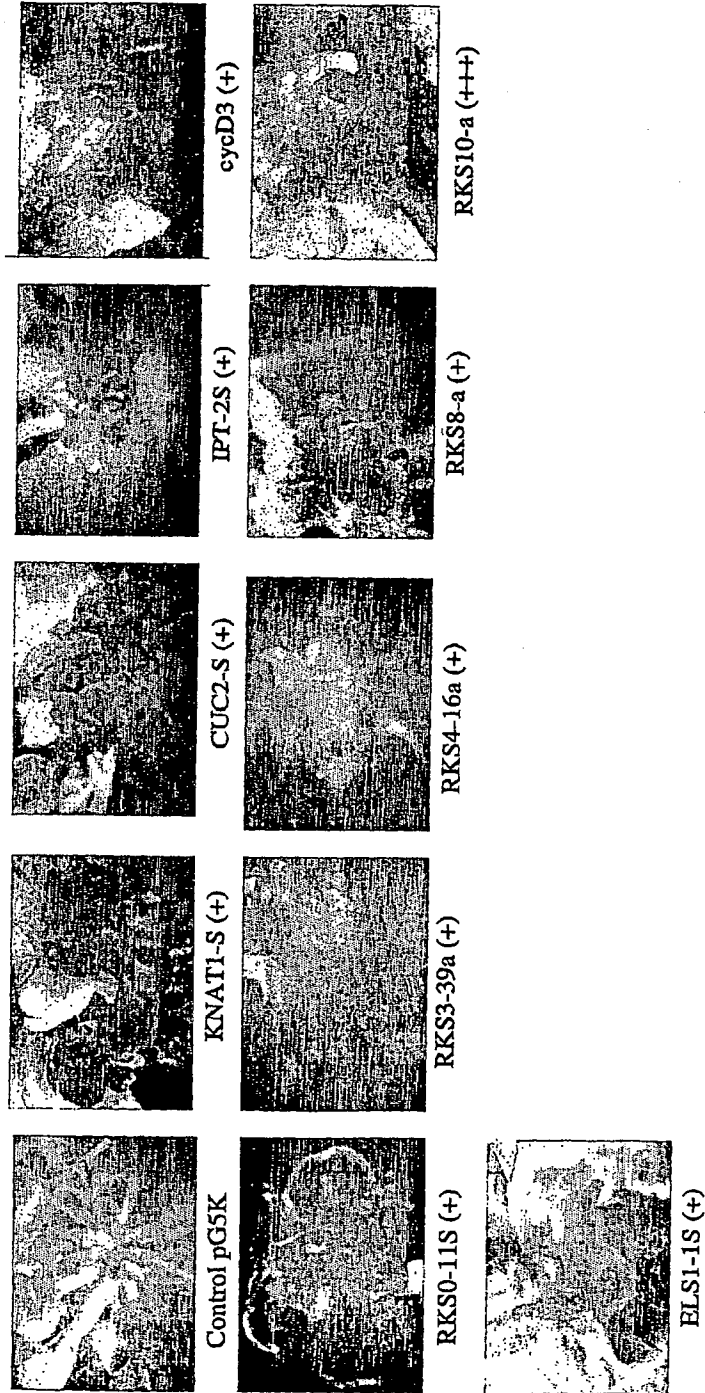 Control pG5K
KNAT1-S (+)
CUC2-S (+)
IPT-2S (+)
cycD3 (+)
RKS0-11S (+)
RKS3-39a (+)
RKS4-16a (+)
RKS8-a (+)
RKS10-a (+++)
ELS1-1S (+)